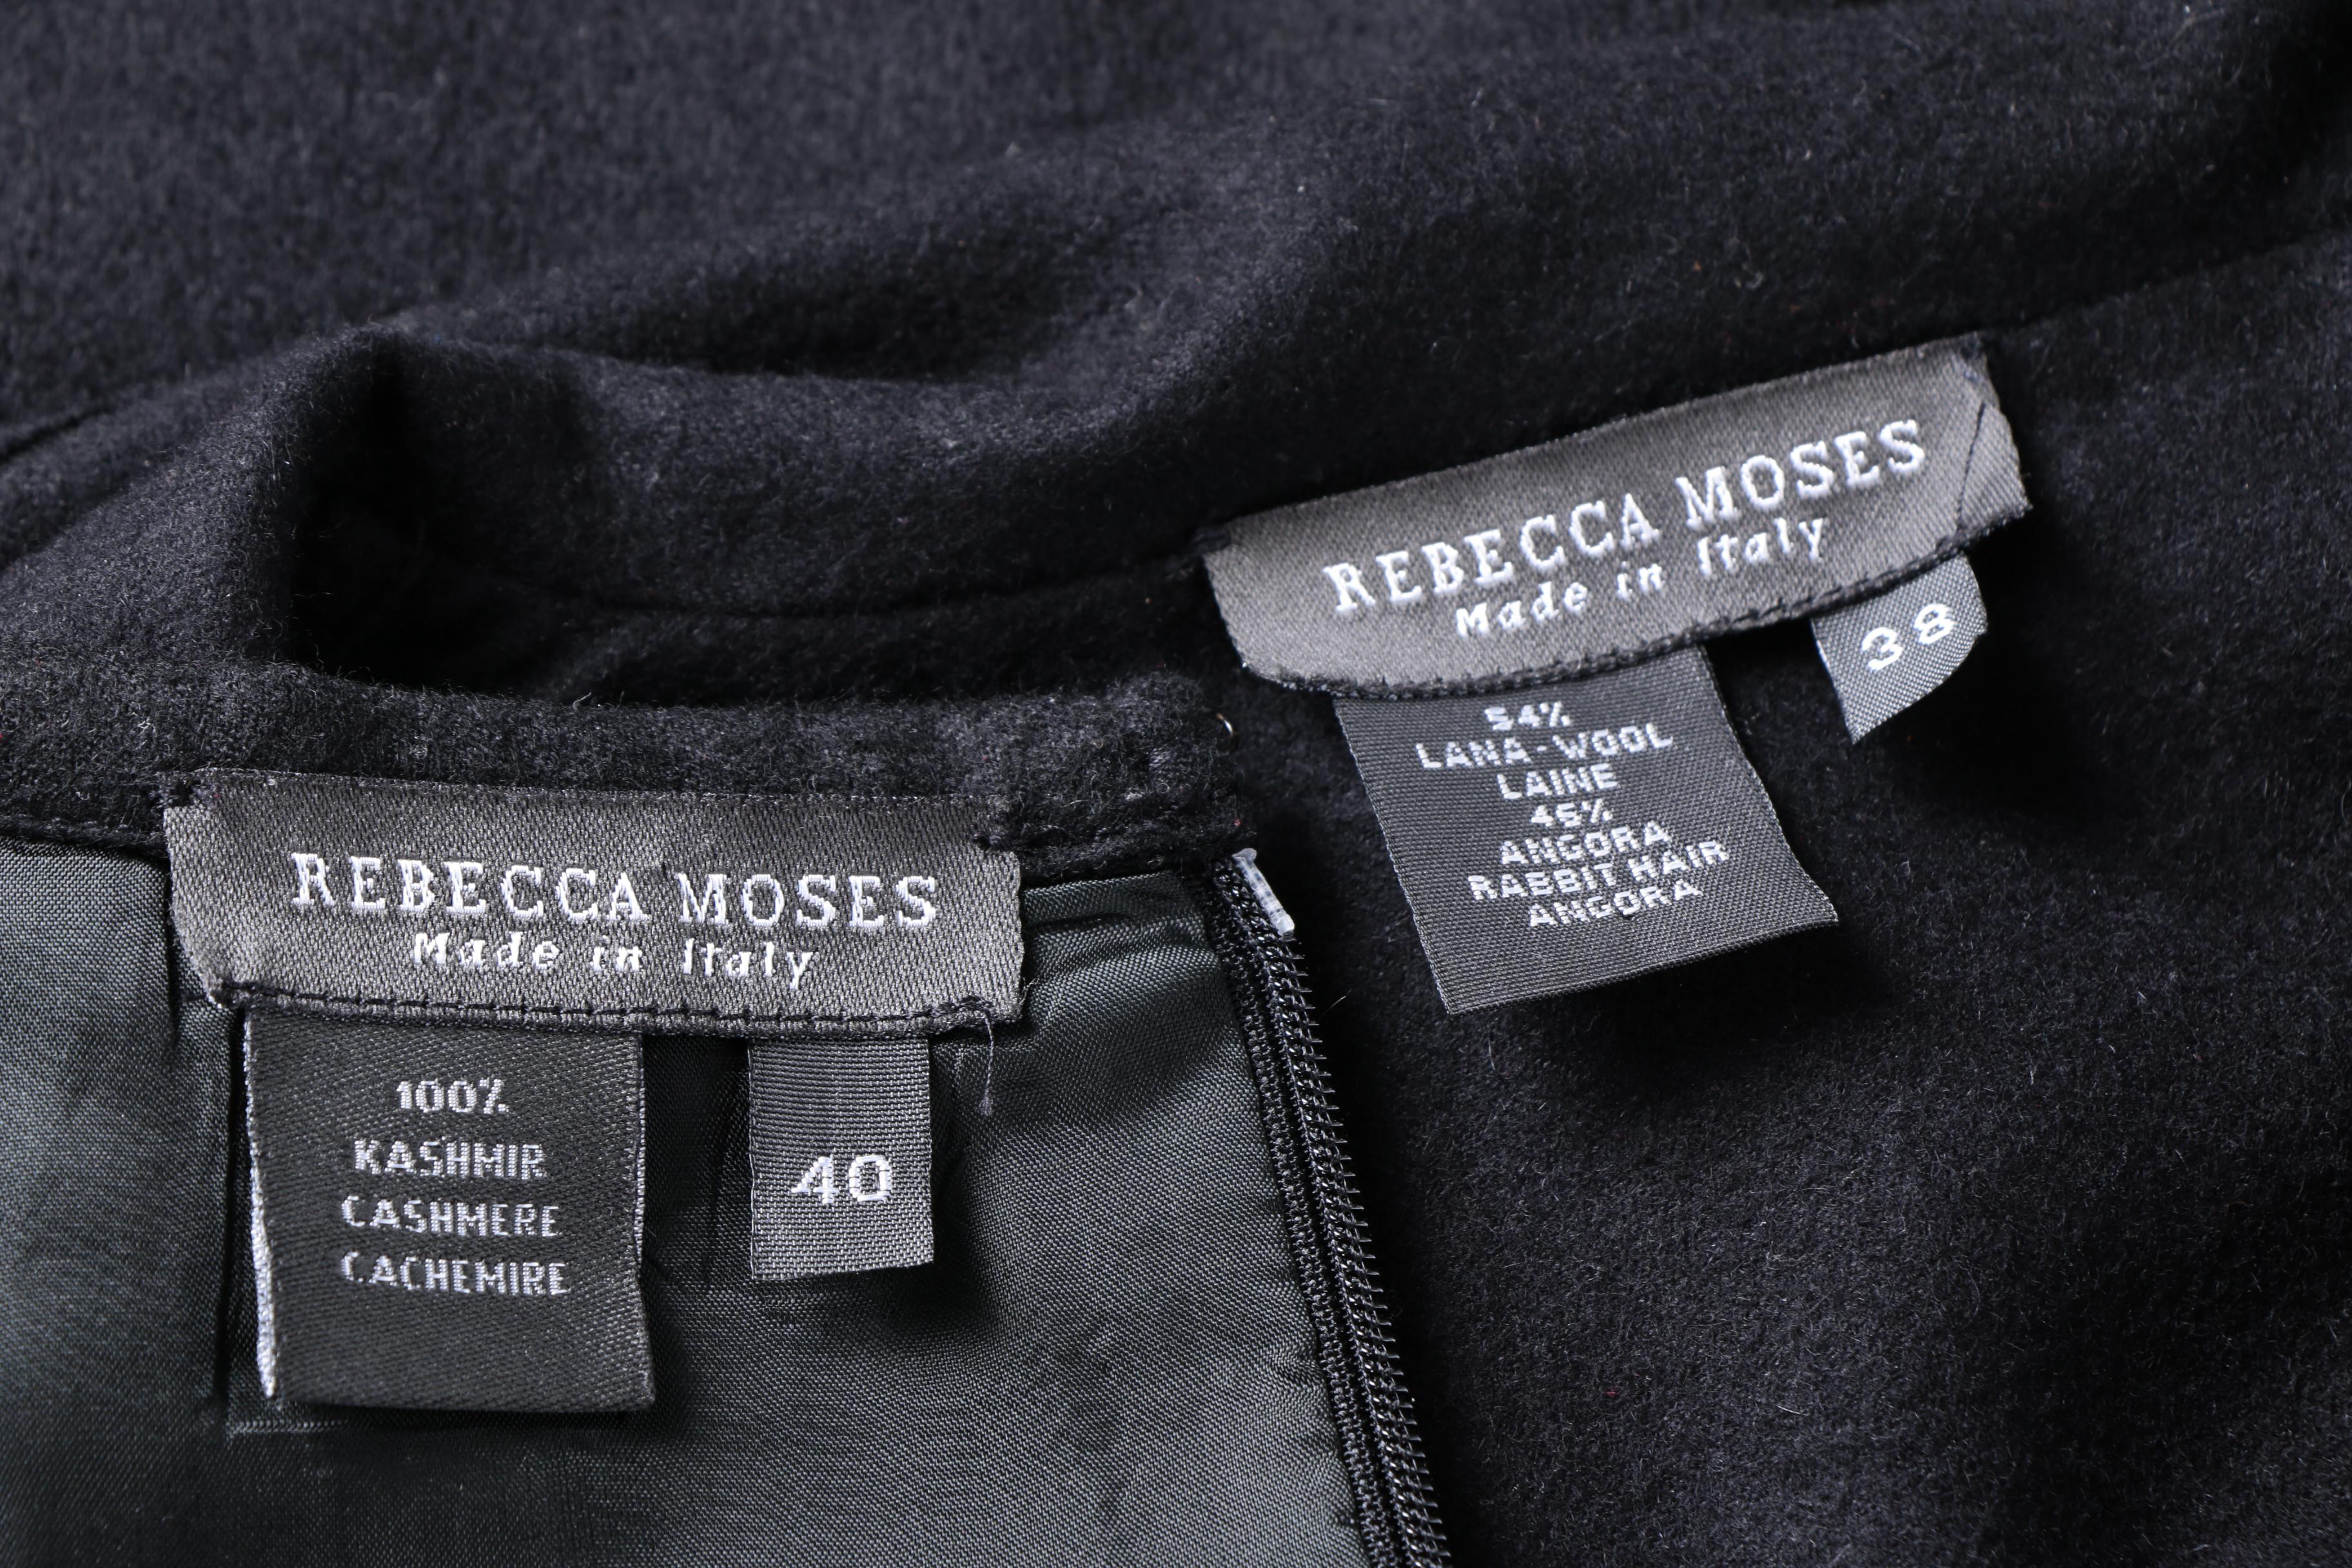 REBECCA MOSES
Made in Italy
38
54%
LANA-WOOL
LAINE
46%
ANGORA
RABBIT HAIR
ANGORA
REBECCA MOSES
Made in Italy
100%
KASHMIR
CASHMERE
CACHEMIRE
40